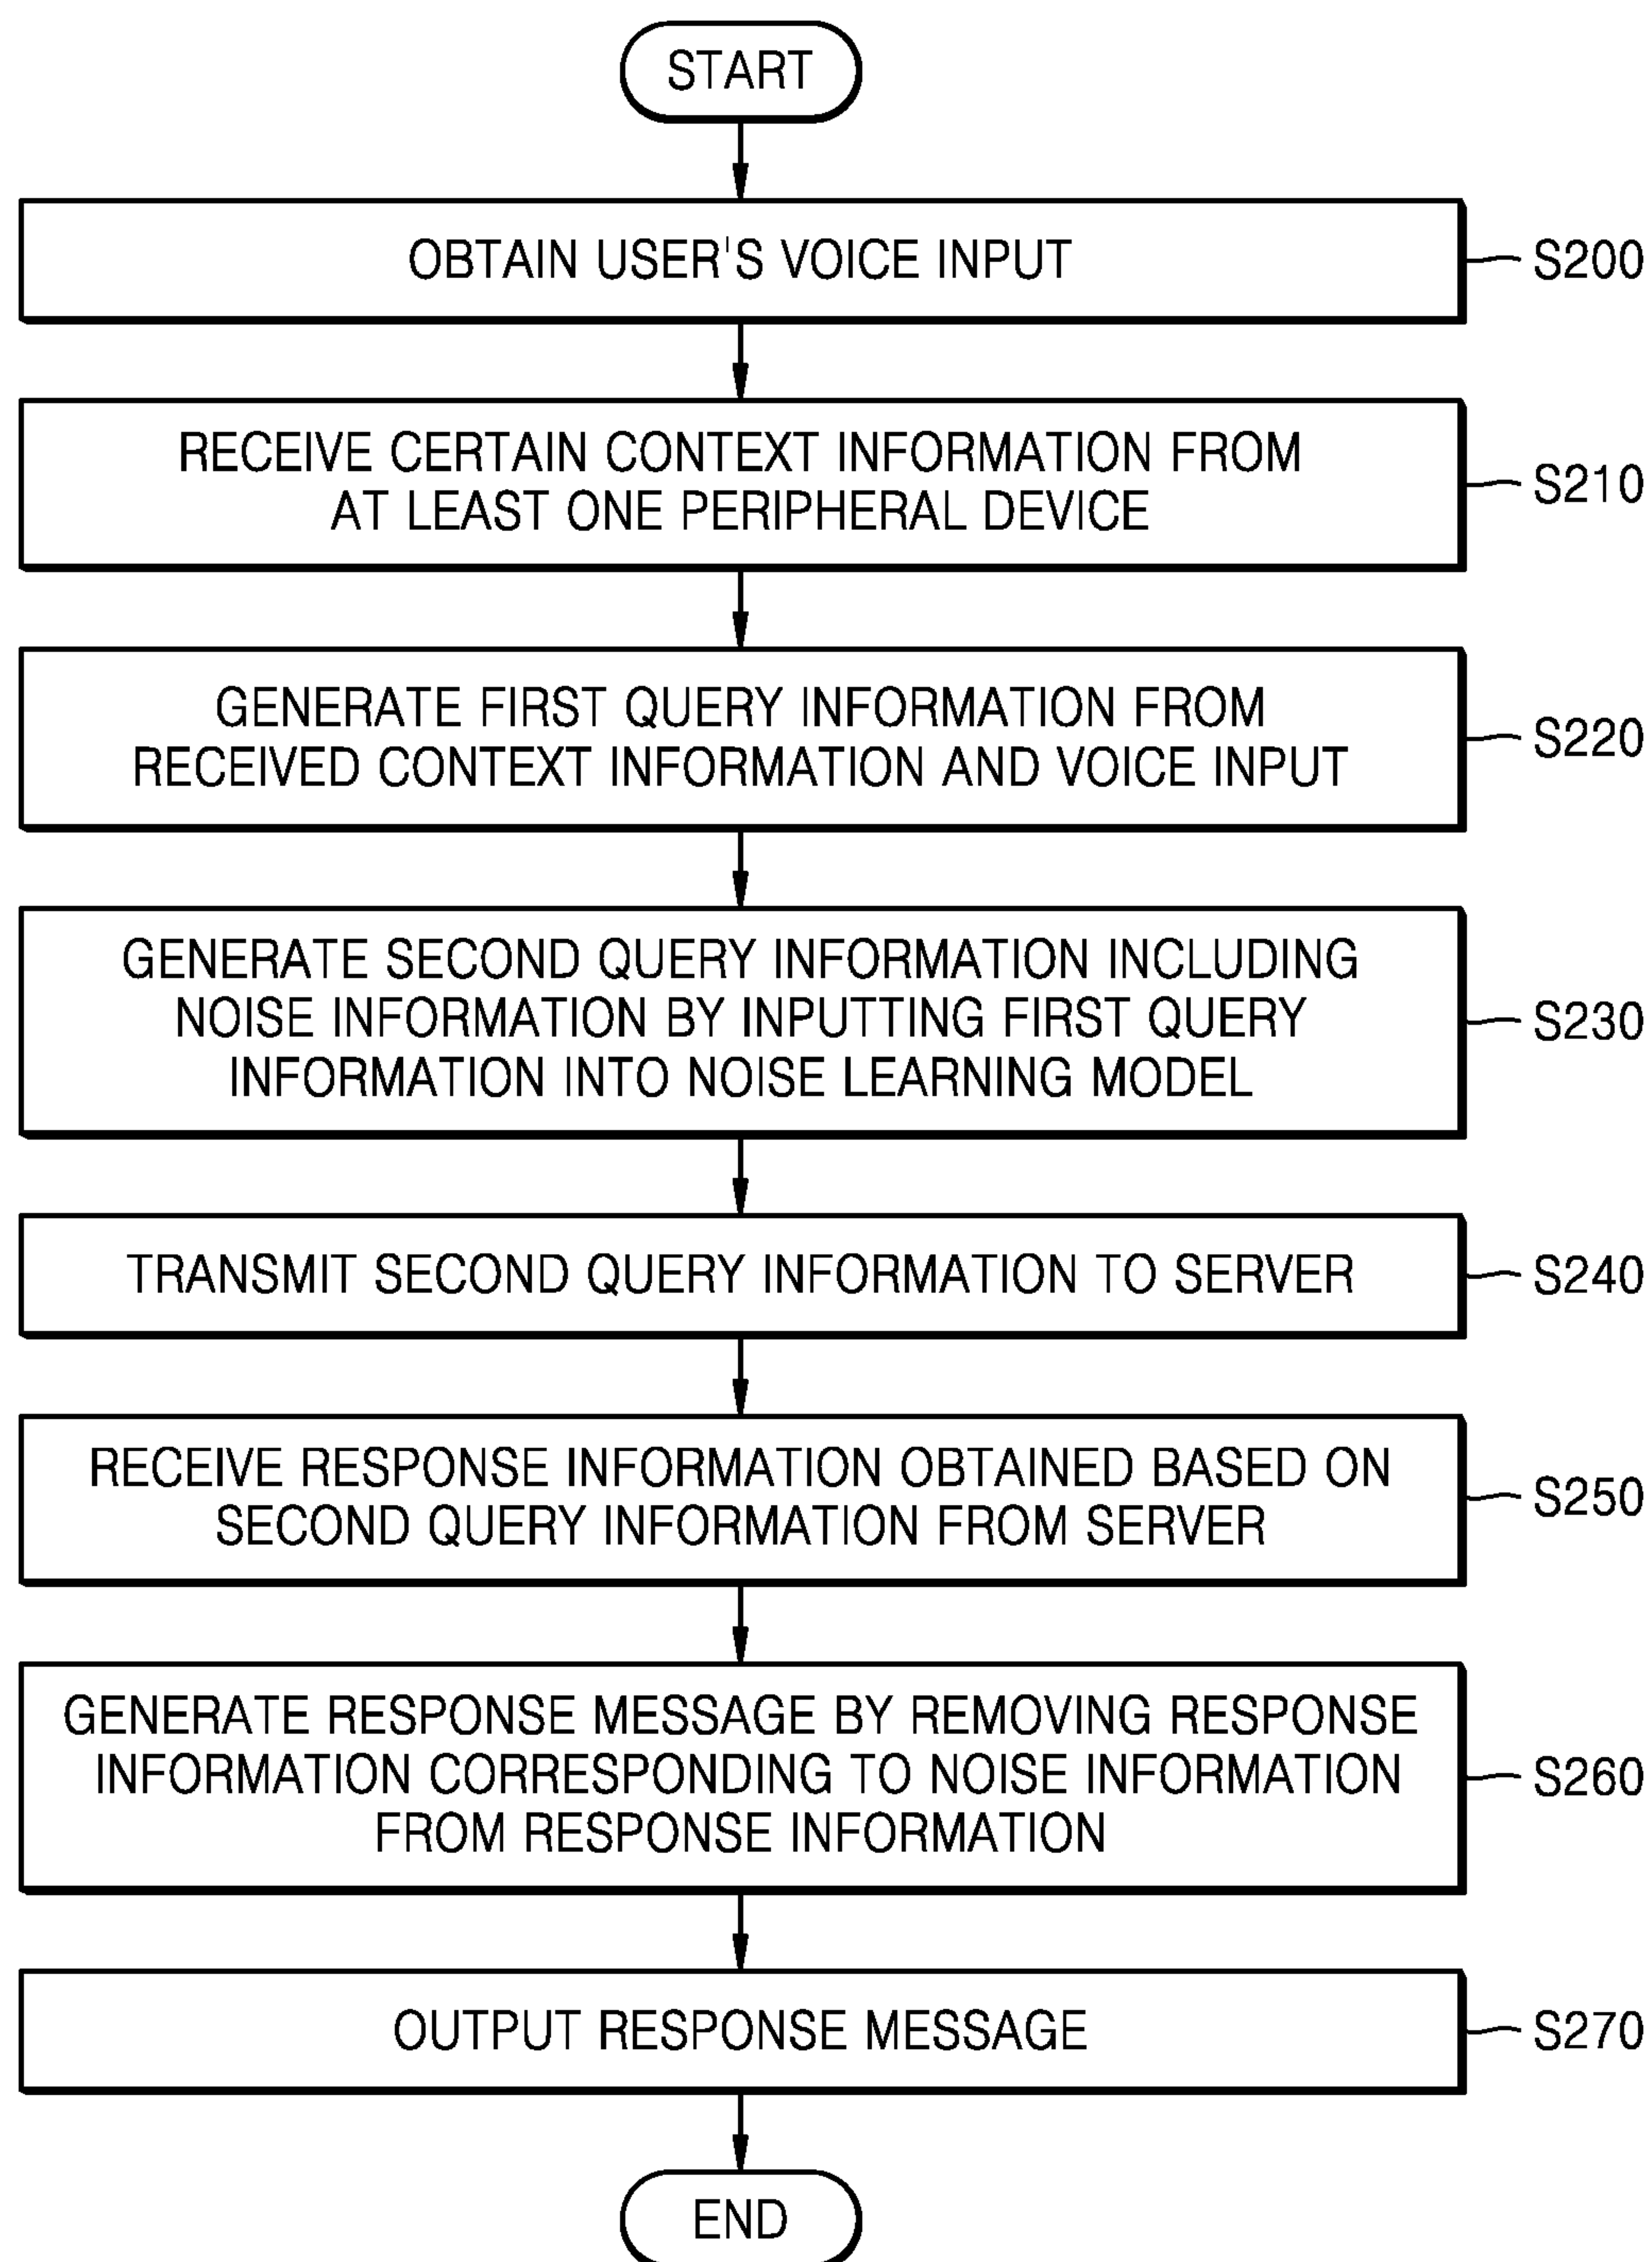 START
OBTAIN USER'S VOICE INPUT
S200
RECEIVE CERTAIN CONTEXT INFORMATION FROM
AT LEAST ONE PERIPHERAL DEVICE
S210
GENERATE FIRST QUERY INFORMATION FROM
RECEIVED CONTEXT INFORMATION AND VOICE INPUT
S220
GENERATE SECOND QUERY INFORMATION INCLUDING
NOISE INFORMATION BY INPUTTING FIRST QUERY
INFORMATION INTO NOISE LEARNING MODEL
S230
TRANSMIT SECOND QUERY INFORMATION TO SERVER
S240
RECEIVE RESPONSE INFORMATION OBTAINED BASED ON
SECOND QUERY INFORMATION FROM SERVER
S250
GENERATE RESPONSE MESSAGE BY REMOVING RESPONSE
INFORMATION CORRESPONDING TO NOISE INFORMATION
FROM RESPONSE INFORMATION
S260
OUTPUT RESPONSE MESSAGE
S270
END